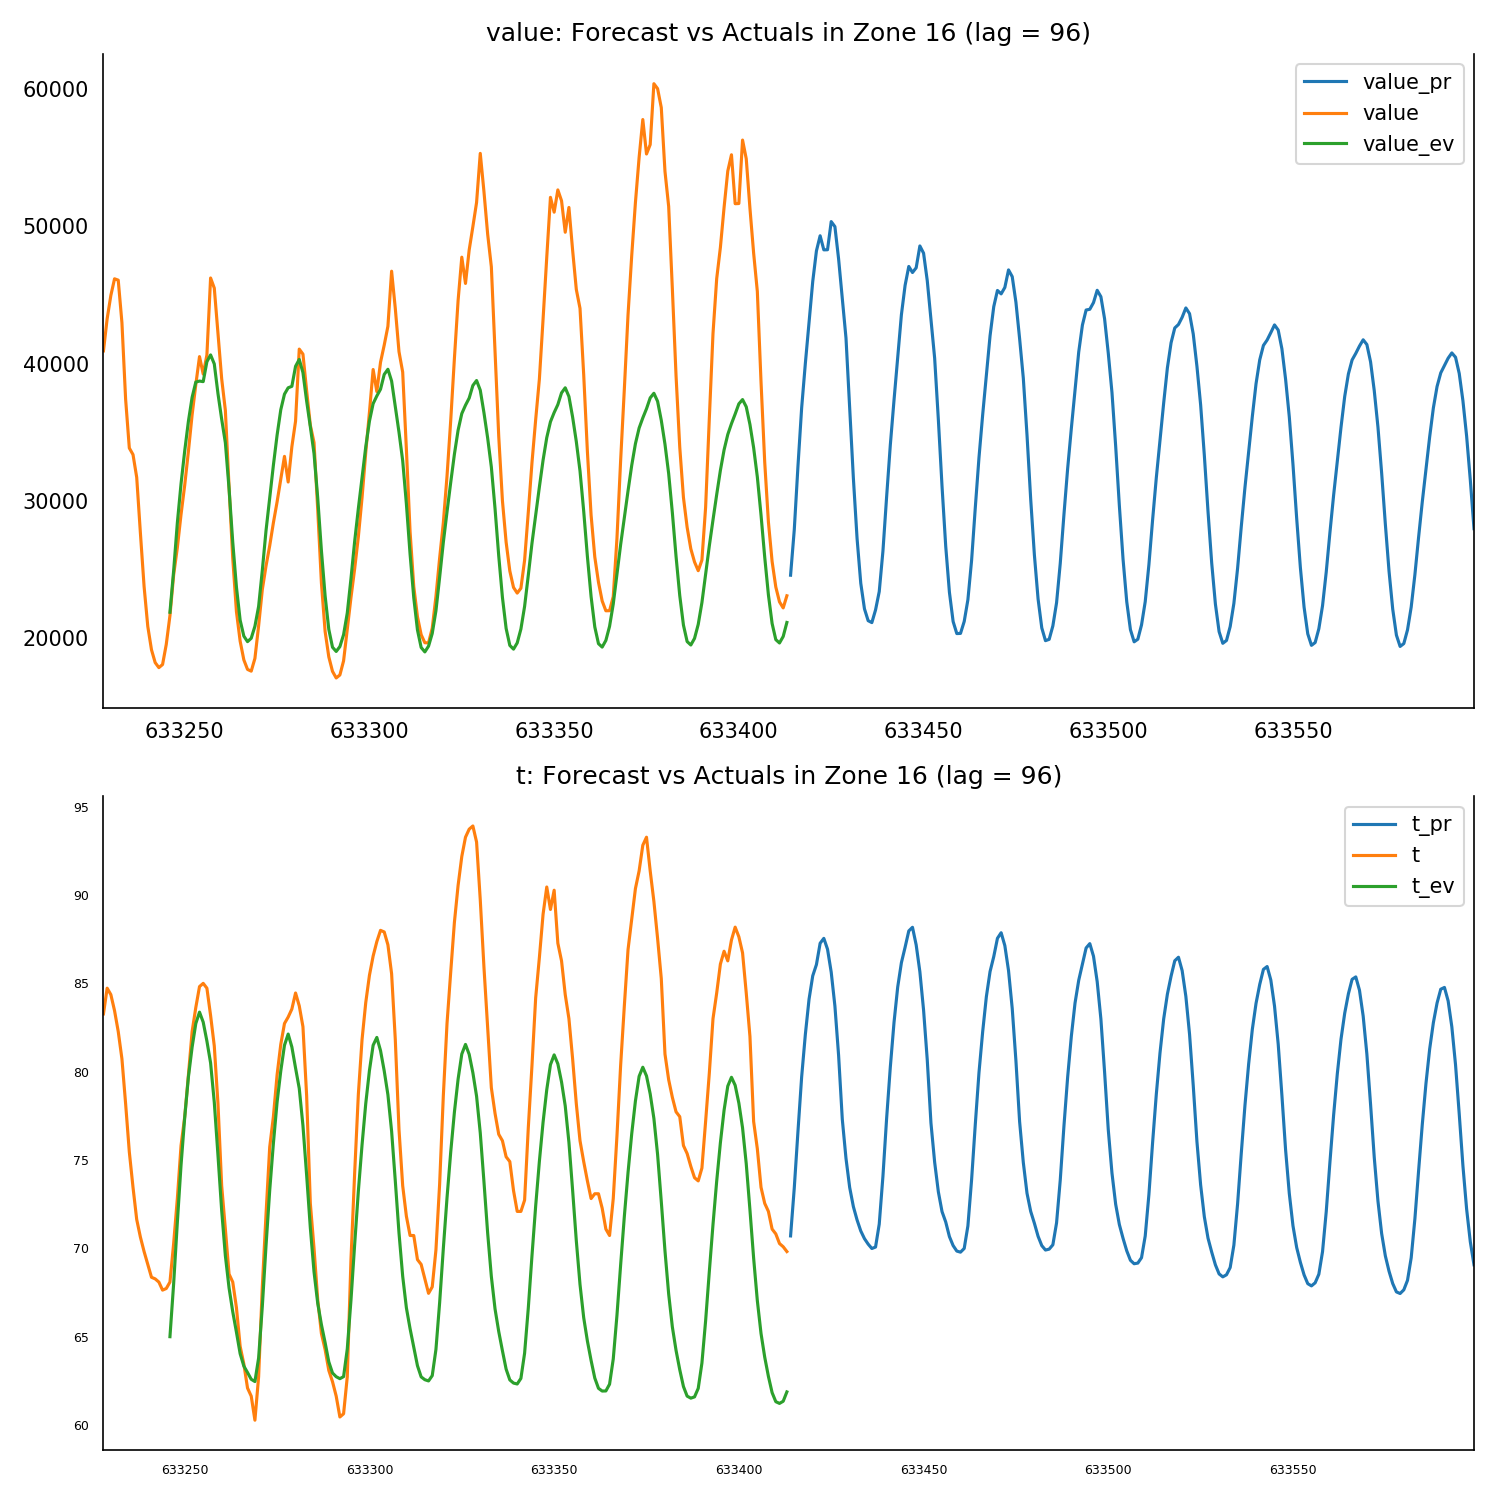 value: Forecast vs Actuals in Zone 16 (lag = 96)
value_pr
value
value_ev
60000
50000
40000
30000
20000
633250 633300 633350 633400 633450 633500 633550
t: Forecast vs Actuals in Zone 16 (lag = 96)
t_pr
t
t_ev
95
90
85
80
75
70
65
60
633250 633300 633350 633400 633450 633500 633550